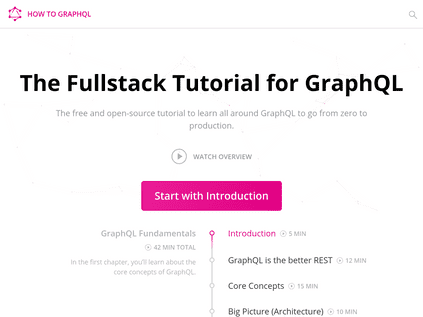 HOW TO GRAPHQL
The Fullstack Tutorial for GraphQL
The free and open-source tutorial to learn all around GraphQL to go from zero to
production.
WATCH OVERVIEW
Start with Introduction
GraphQL Fundamentals
42 MIN TOTAL
In the first chapter, you'll learn about the
core concepts of GraphQL.
Introduction 5 MIN
GraphQL is the better REST 12 MIN
Core Concepts 15 MIN
Big Picture (Architecture) 10 MIN